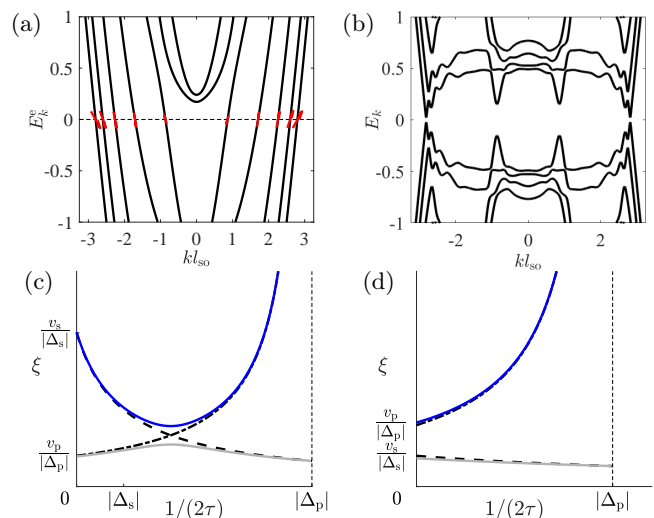 (a)
1
0.5
0
-0.5
-1
E_k^e
-3 -2 -1 0 1 2 3
kl_so
(b)
1
0.5
0
-0.5
-1
E_k
-2 0 2
kl_so
(c)
v_s/|Δ_s|
ξ
v_p/|Δ_p|
0
|Δ_s| 1/(2τ) |Δ_p|
(d)
ξ
v_p/|Δ_p|
v_s/|Δ_s|
0
1/(2τ) |Δ_p|